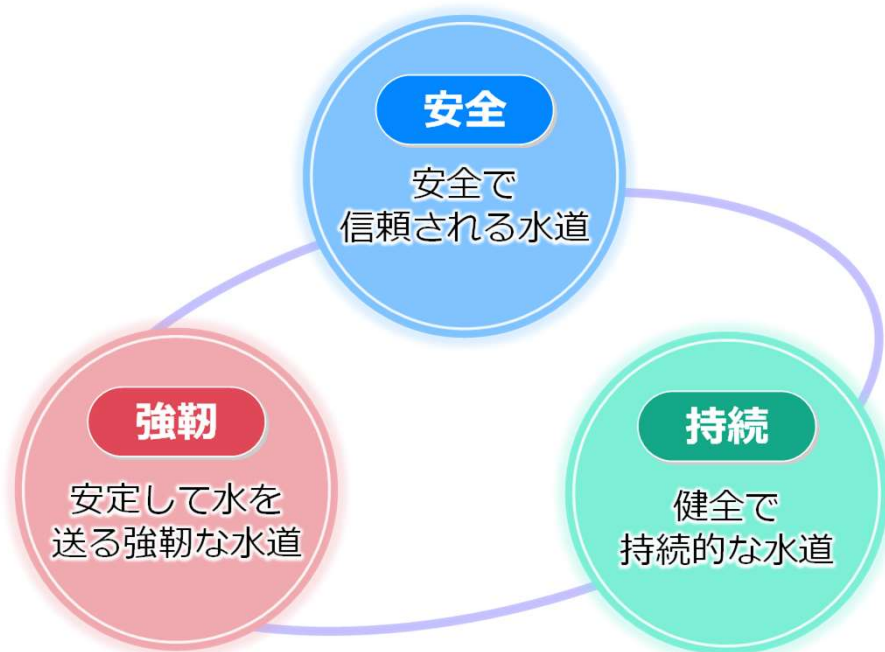 安全
安全で
信頼される水道
強靭
安定して水を
送る強靭な水道
持続
健全で
持続的な水道